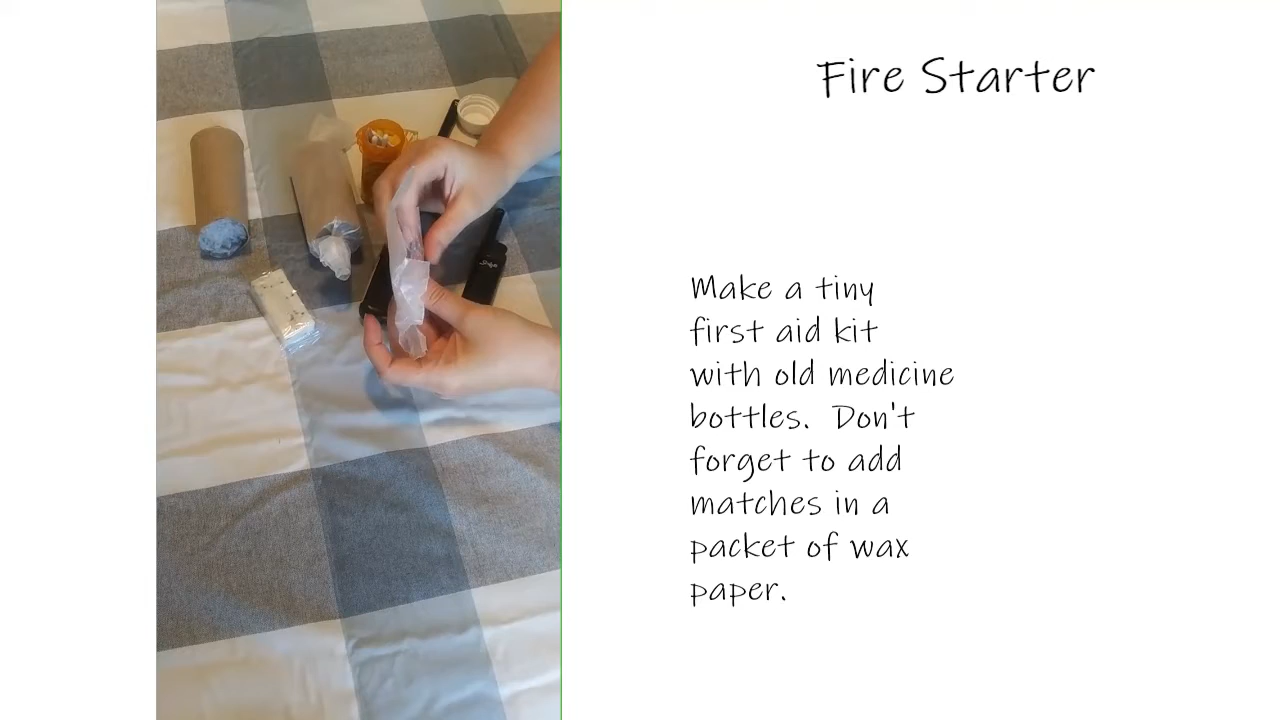 Fire Starter
Make a tiny
first aid kit
with old medicine
bottles. Don't
forget to add
matches in a
packet of wax
paper.